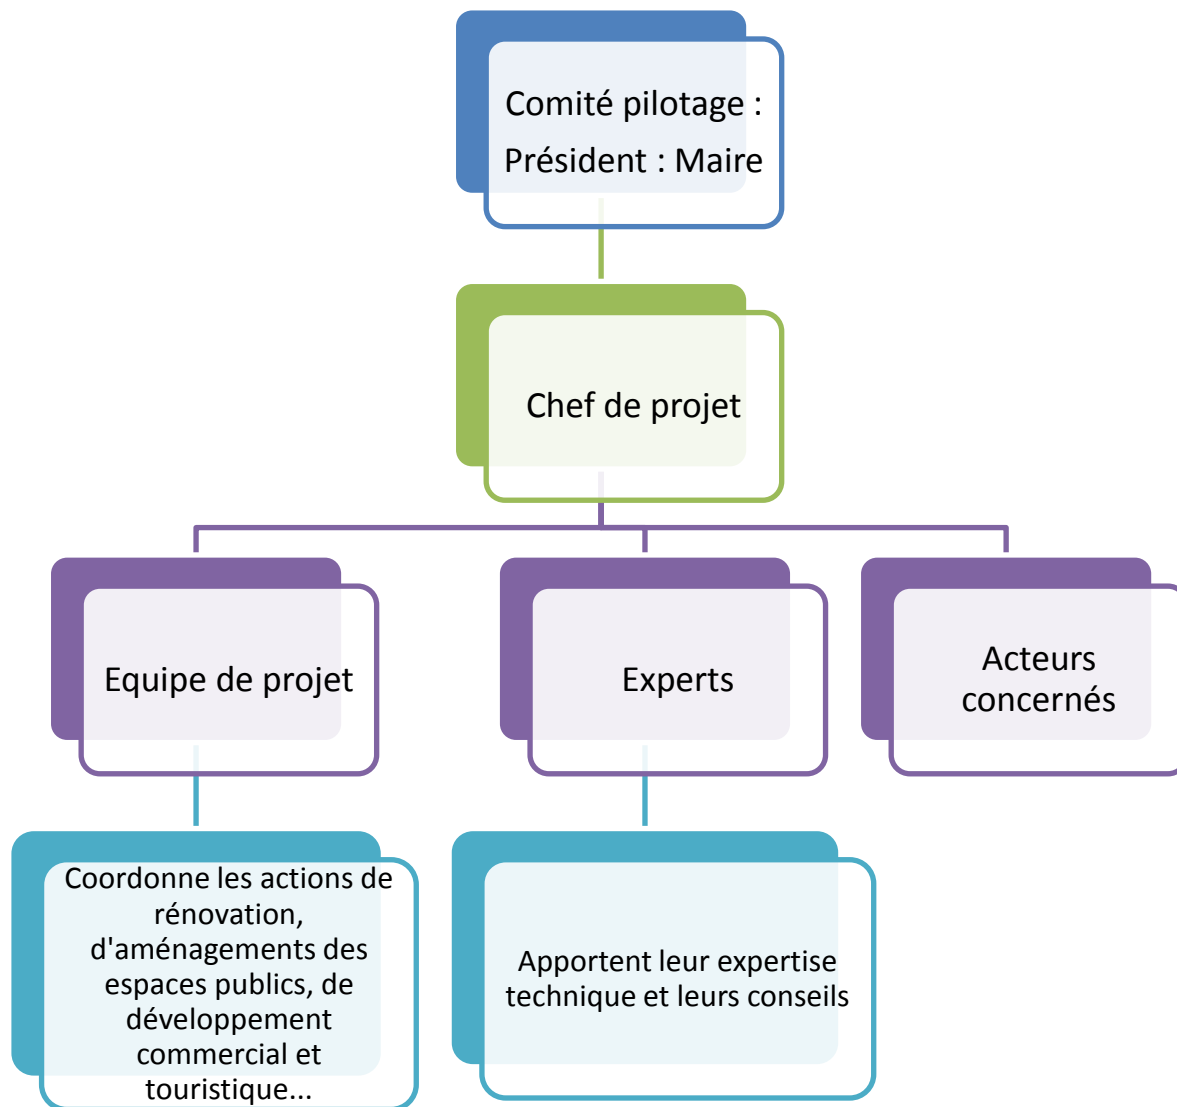 Comité pilotage :
Président : Maire
Chef de projet
Equipe de projet
Experts
Acteurs
concernés
Coordonne les actions de
rénovation,
d'aménagements des
espaces publics, de
développement
commercial et
touristique...
Apportent leur expertise
technique et leurs conseils